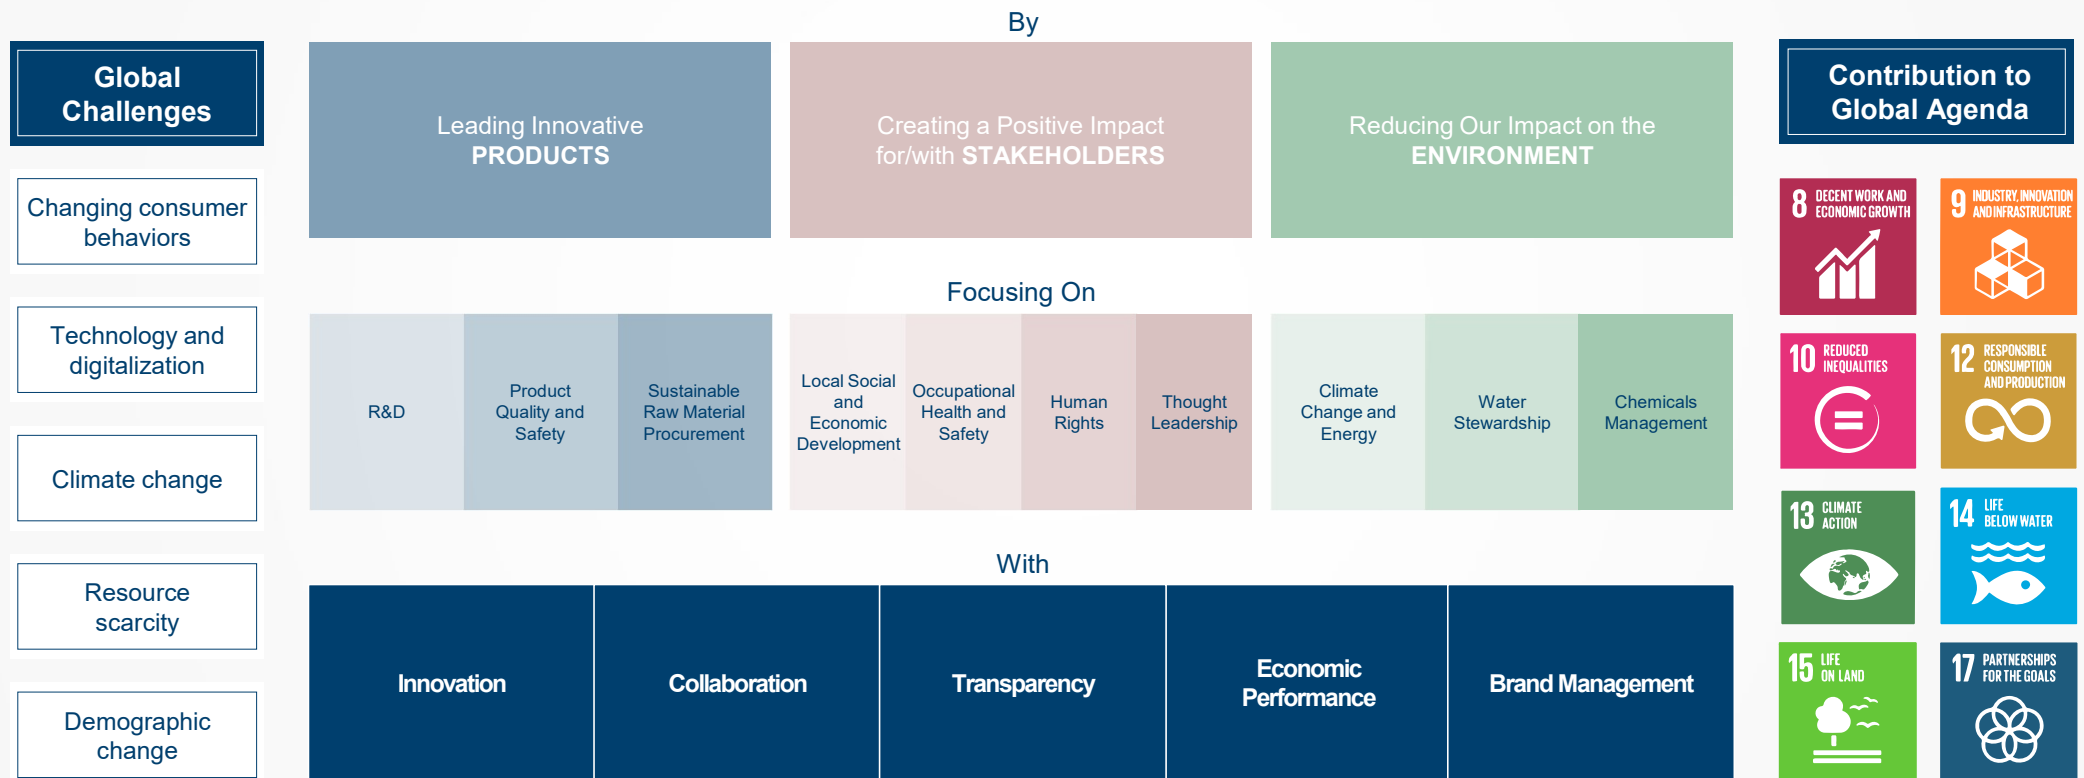 By
Global
Challenges
Changing consumer
behaviors
Technology and
digitalization
Climate change
Resource
scarcity
Demographic
change
Leading Innovative
PRODUCTS
Creating a Positive Impact
for/with STAKEHOLDERS
Reducing Our Impact on the
ENVIRONMENT
Focusing On
R&D
Product
Quality and
Safety
Sustainable
Raw Material
Procurement
Local Social
and
Economic
Development
Occupational
Health and
Safety
Human
Rights
Thought
Leadership
Climate
Change and
Energy
Water
Stewardship
Chemicals
Management
With
Innovation
Collaboration
Transparency
Economic
Performance
Brand Management
Contribution to
Global Agenda
8 DECENT WORK AND
ECONOMIC GROWTH
9 INDUSTRY, INNOVATION
AND INFRASTRUCTURE
10 REDUCED
INEQUALITIES
12 RESPONSIBLE
CONSUMPTION
AND PRODUCTION
13 CLIMATE
ACTION
14 LIFE
BELOW WATER
15 LIFE
ON LAND
17 PARTNERSHIPS
FOR THE GOALS